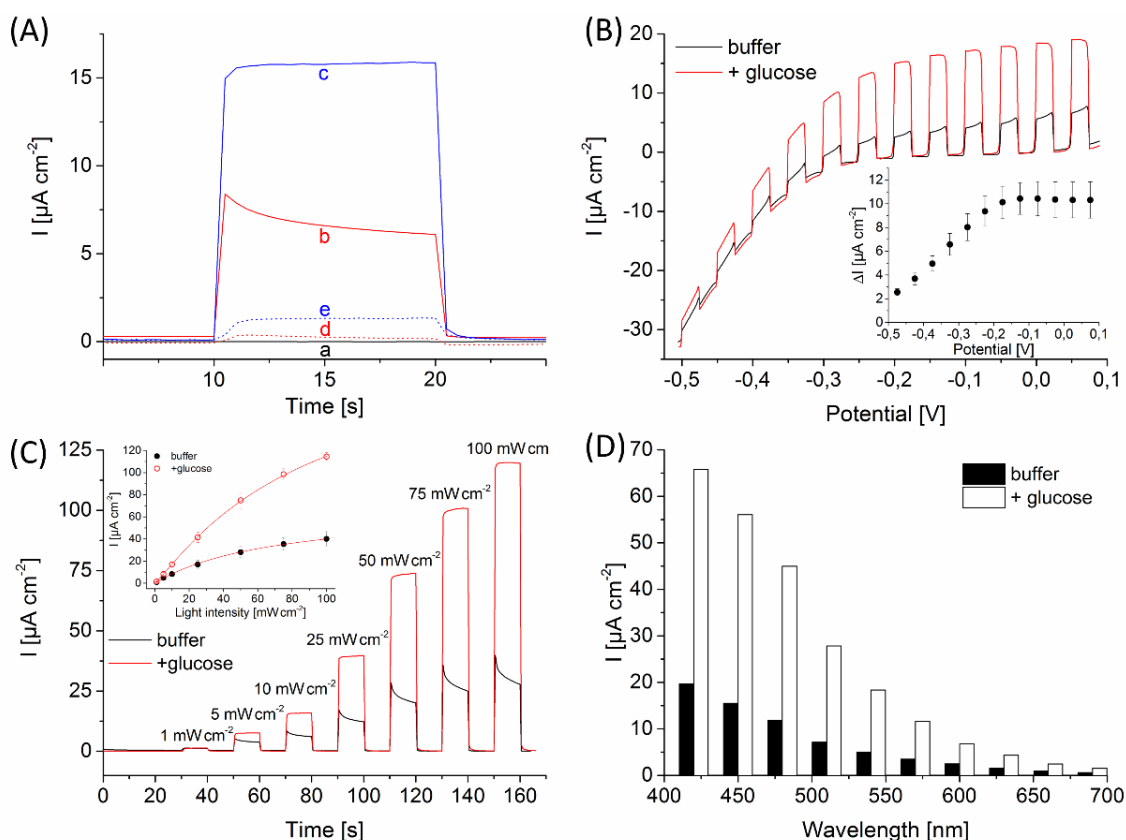 (A)
I [µA cm-2]
15
10
5
0
c
b
e
d
a
10 15 20
Time [s]
(B)
buffer
+ glucose
I [µA cm-2]
20
10
0
-10
-20
-30
-0,5 -0,4 -0,3 -0,2 -0,1 0,0 0,1
Potential [V]
ΔI [µA cm-2]
12
10
8
6
4
2
0
-0,5 -0,4 -0,3 -0,2 -0,1 0,0 0,1
Potential [V]
(C)
I [µA cm-2]
125
100
75
50
25
0
buffer
+glucose
I [µA cm-2]
120
100
80
60
40
20
0
0 20 40 60 80 100
Light intensity [mW cm-2]
buffer
+glucose
100 mW cm
75 mW cm-2
50 mW cm-2
25 mW cm-2
10 mW cm-2
5 mW cm-2
1 mW cm-2
0 20 40 60 80 100 120 140 160
Time [s]
(D)
buffer
+ glucose
I [µA cm-2]
70
60
50
40
30
20
10
0
400 450 500 550 600 650 700
Wavelength [nm]